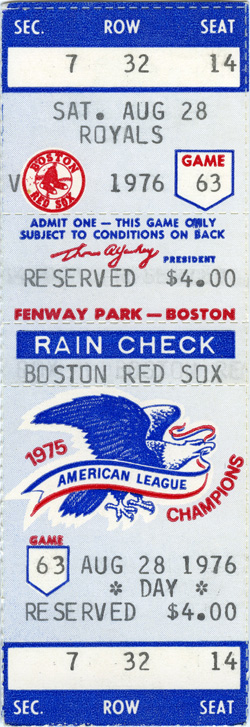 SEC. ROW SEAT
7 32 14
SAT. AUG 28
ROYALS
V BOSTON RED SOX 1976 GAME 63
ADMIT ONE — THIS GAME ONLY
SUBJECT TO CONDITIONS ON BACK
PRESIDENT
RESERVED $4.00
FENWAY PARK — BOSTON
RAIN CHECK
BOSTON RED SOX
1975
AMERICAN LEAGUE
CHAMPIONS
GAME
63 AUG 28 1976
* DAY *
RESERVED $4.00
7 32 14
SEC. ROW SEAT